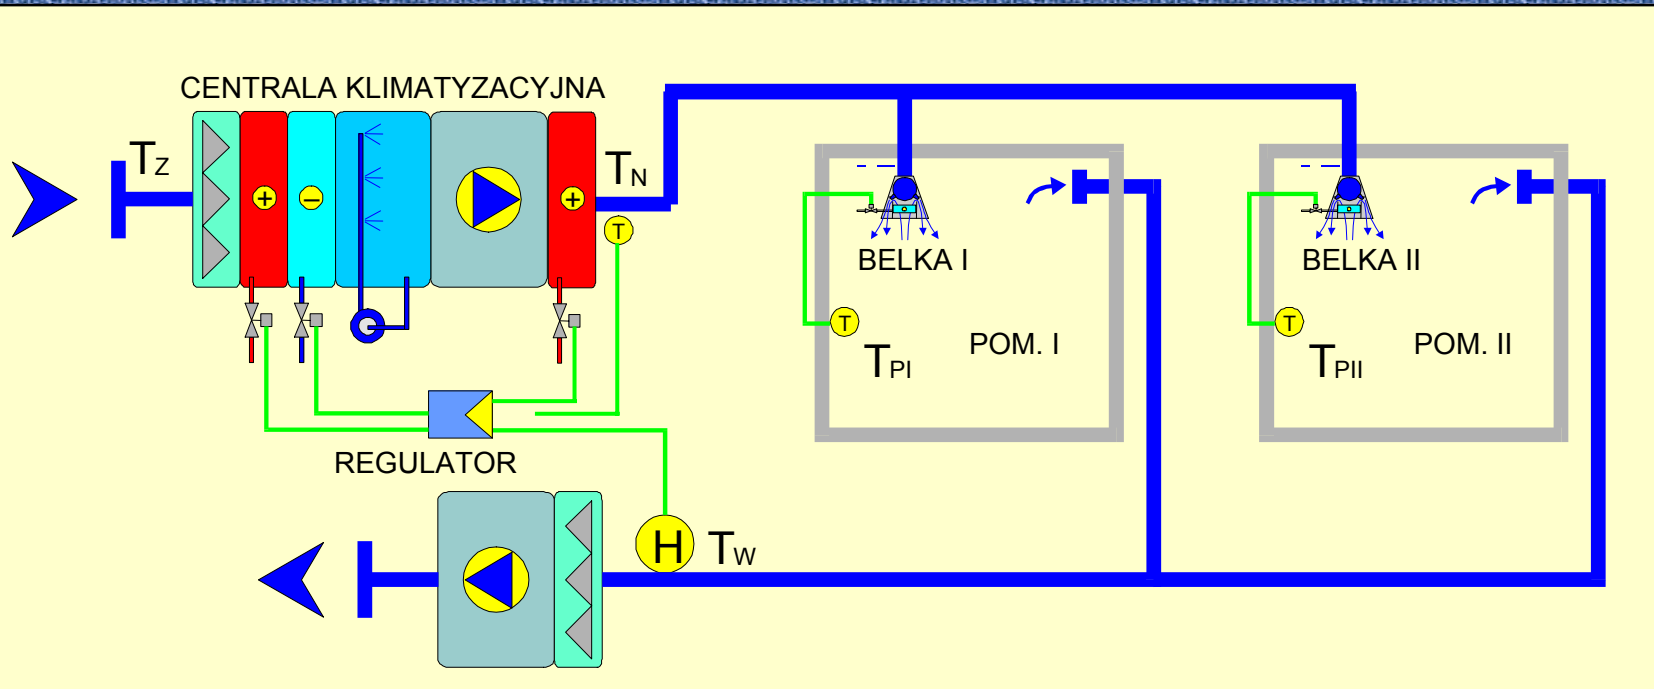 CENTRALA KLIMATYZACYJNA
TZ
TN
+
–
+
T
BELKA I
BELKA II
T
T
POM. I
POM. II
TPI
TPII
REGULATOR
H
TW